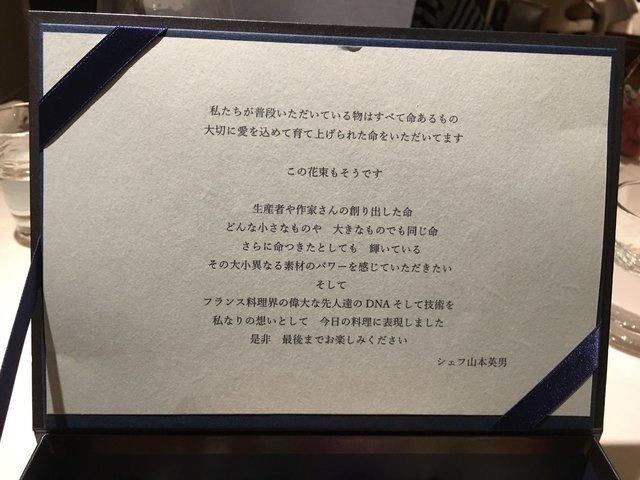 私たちが普段いただいている物はすべて命あるもの
大切に愛を込めて育て上げられた命をいただいてます
この花束もそうです
生産者や作家さんの創り出した命
どんな小さなものや　大きなものでも同じ命
さらに命つきたとしても　輝いている
その大小異なる素材のパワーを感じていただきたい
そして
フランス料理界の偉大な先人達の DNA そして技術を
私なりの想いとして　今日の料理に表現しました
是非　最後までお楽しみください
シェフ山本英男